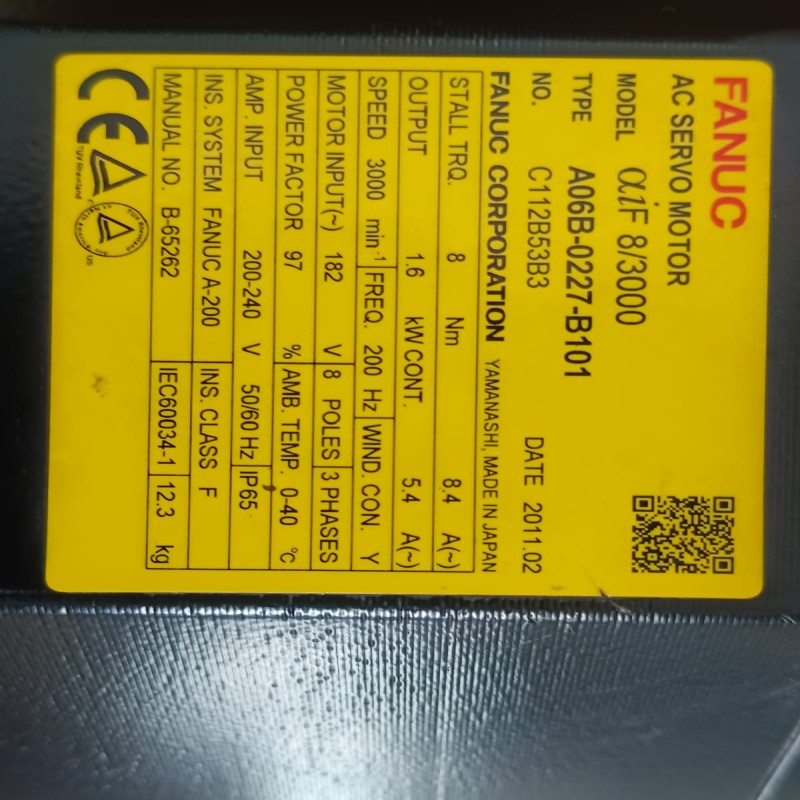 FANUC
AC SERVO MOTOR
MODEL αiF 8/3000
TYPE A06B-0227-B101
NO. C112B53B3 DATE 2011.02
FANUC CORPORATION YAMANASHI, MADE IN JAPAN
STALL TRQ. 8 Nm 8.4 A(~)
OUTPUT 1.6 kW CONT. 5.4 A(~)
SPEED 3000 min⁻¹ FREQ. 200 Hz WIND. CON. Y
MOTOR INPUT(~) 182 V 8 POLES 3 PHASES
POWER FACTOR 97 % AMB. TEMP. 0-40 ℃
AMP. INPUT 200-240 V 50/60 Hz IP65
INS. SYSTEM FANUC A-200 INS. CLASS F
MANUAL NO. B-65262 IEC60034-1 12.3 kg
CE TÜV Rheinland US